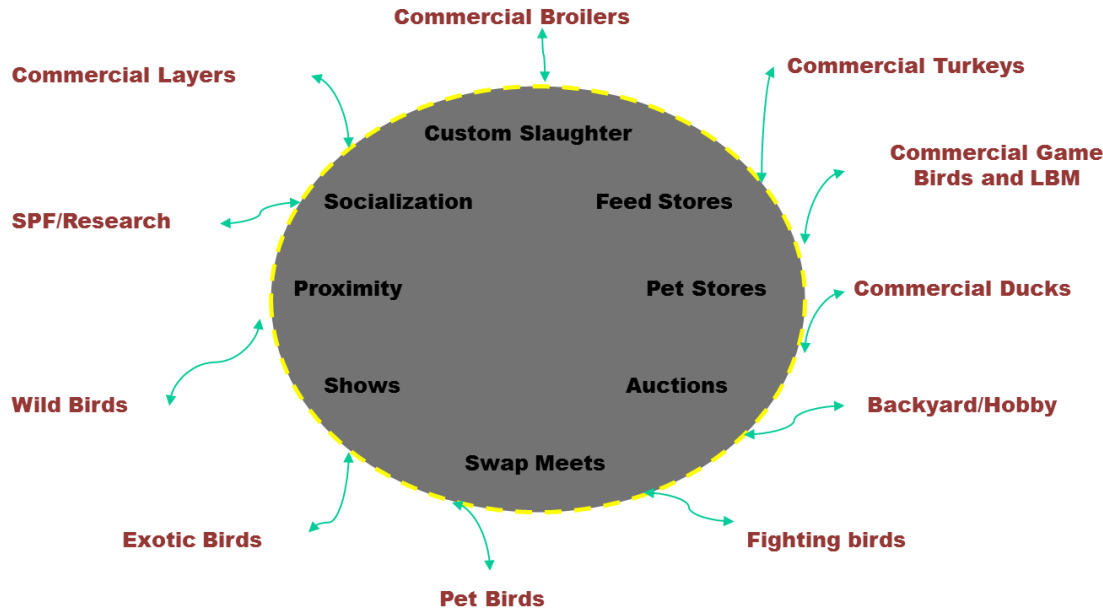 Commercial Broilers
Commercial Layers
Commercial Turkeys
Custom Slaughter
Commercial Game
Birds and LBM
Socialization
Feed Stores
SPF/Research
Proximity
Pet Stores
Commercial Ducks
Shows
Auctions
Wild Birds
Backyard/Hobby
Swap Meets
Exotic Birds
Fighting birds
Pet Birds